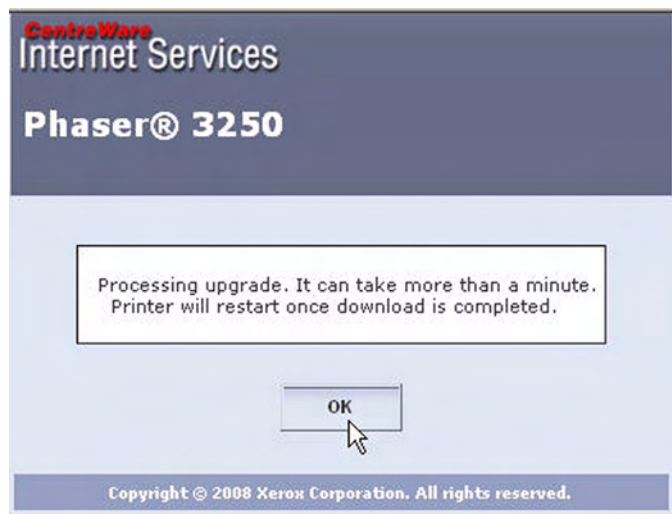 CentreWare
Internet Services
Phaser® 3250
Processing upgrade. It can take more than a minute.
Printer will restart once download is completed.
OK
Copyright © 2008 Xerox Corporation. All rights reserved.